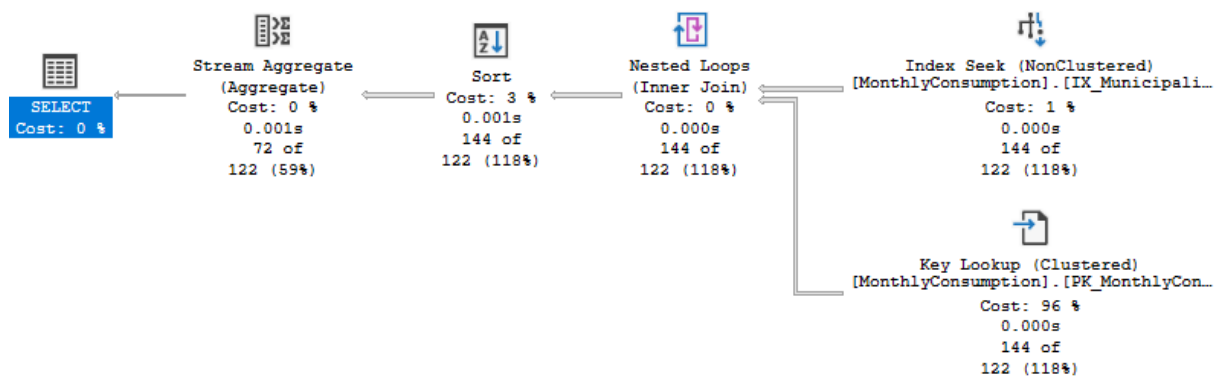 SELECT
Cost: 0 %
Stream Aggregate
(Aggregate)
Cost: 0 %
0.001s
72 of
122 (59%)
Sort
Cost: 3 %
0.001s
144 of
122 (118%)
Nested Loops
(Inner Join)
Cost: 0 %
0.000s
144 of
122 (118%)
Index Seek (NonClustered)
[MonthlyConsumption].[IX_Municipali...
Cost: 1 %
0.000s
144 of
122 (118%)
Key Lookup (Clustered)
[MonthlyConsumption].[PK_MonthlyCon...
Cost: 96 %
0.000s
144 of
122 (118%)